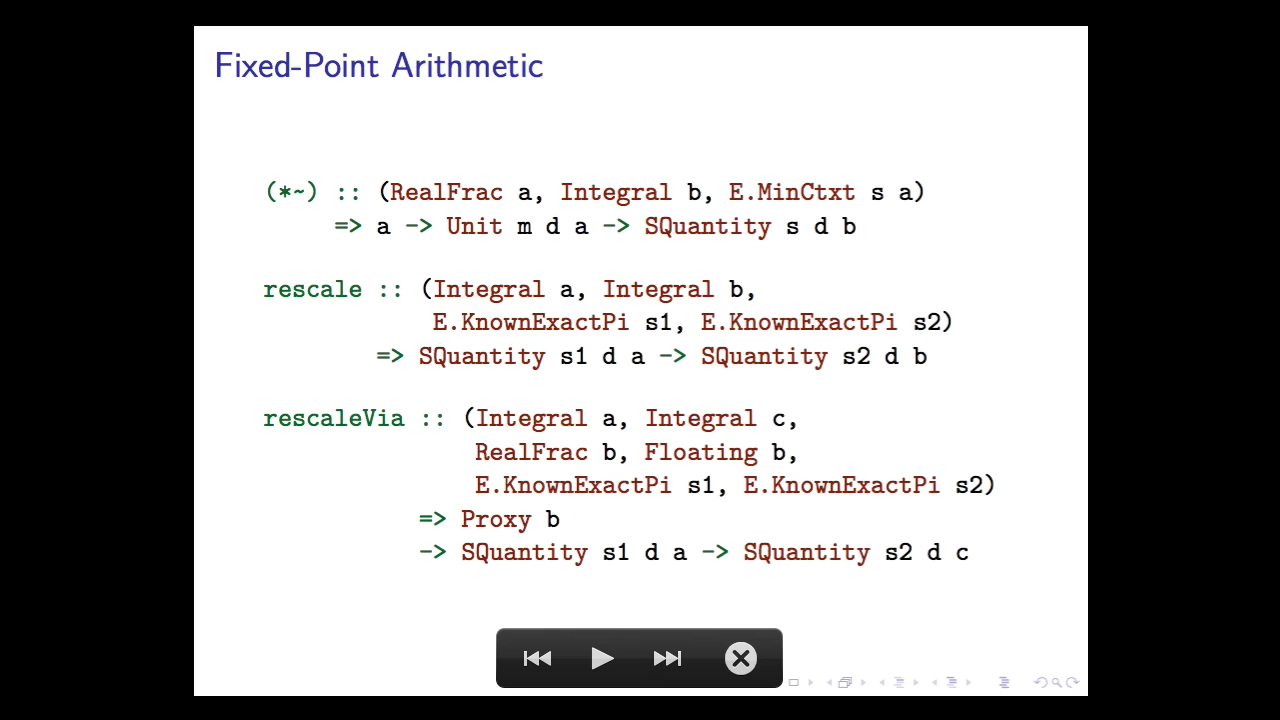 Fixed-Point Arithmetic
(*~) :: (RealFrac a, Integral b, E.MinCtxt s a)
=> a -> Unit m d a -> SQuantity s d b
rescale :: (Integral a, Integral b,
E.KnownExactPi s1, E.KnownExactPi s2)
=> SQuantity s1 d a -> SQuantity s2 d b
rescaleVia :: (Integral a, Integral c,
RealFrac b, Floating b,
E.KnownExactPi s1, E.KnownExactPi s2)
=> Proxy b
-> SQuantity s1 d a -> SQuantity s2 d c